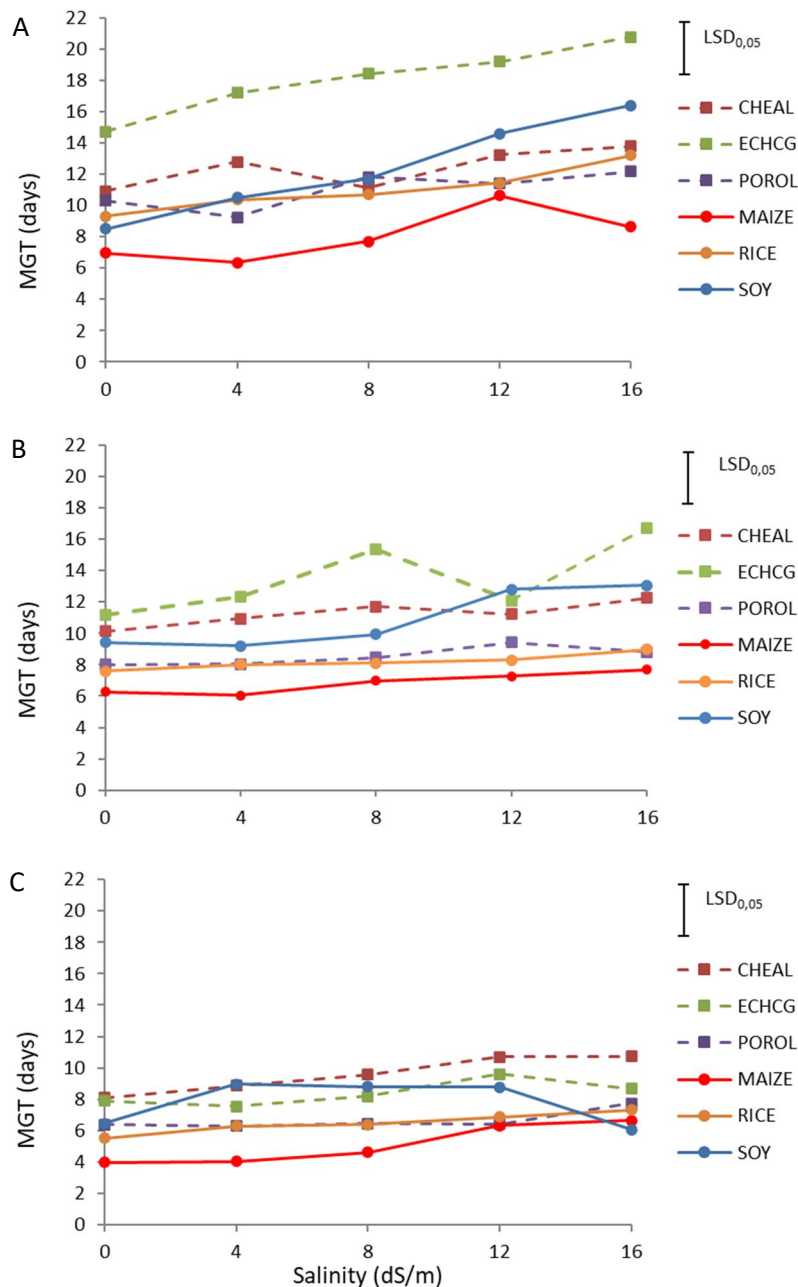 A
22
20
18
16
14
12
10
8
6
4
2
0
MGT (days)
0 4 8 12 16
LSD0,05
CHEAL
ECHCG
POROL
MAIZE
RICE
SOY
B
22
20
18
16
14
12
10
8
6
4
2
0
MGT (days)
0 4 8 12 16
LSD0,05
CHEAL
ECHCG
POROL
MAIZE
RICE
SOY
C
22
20
18
16
14
12
10
8
6
4
2
0
MGT (days)
0 4 8 12 16
Salinity (dS/m)
LSD0,05
CHEAL
ECHCG
POROL
MAIZE
RICE
SOY